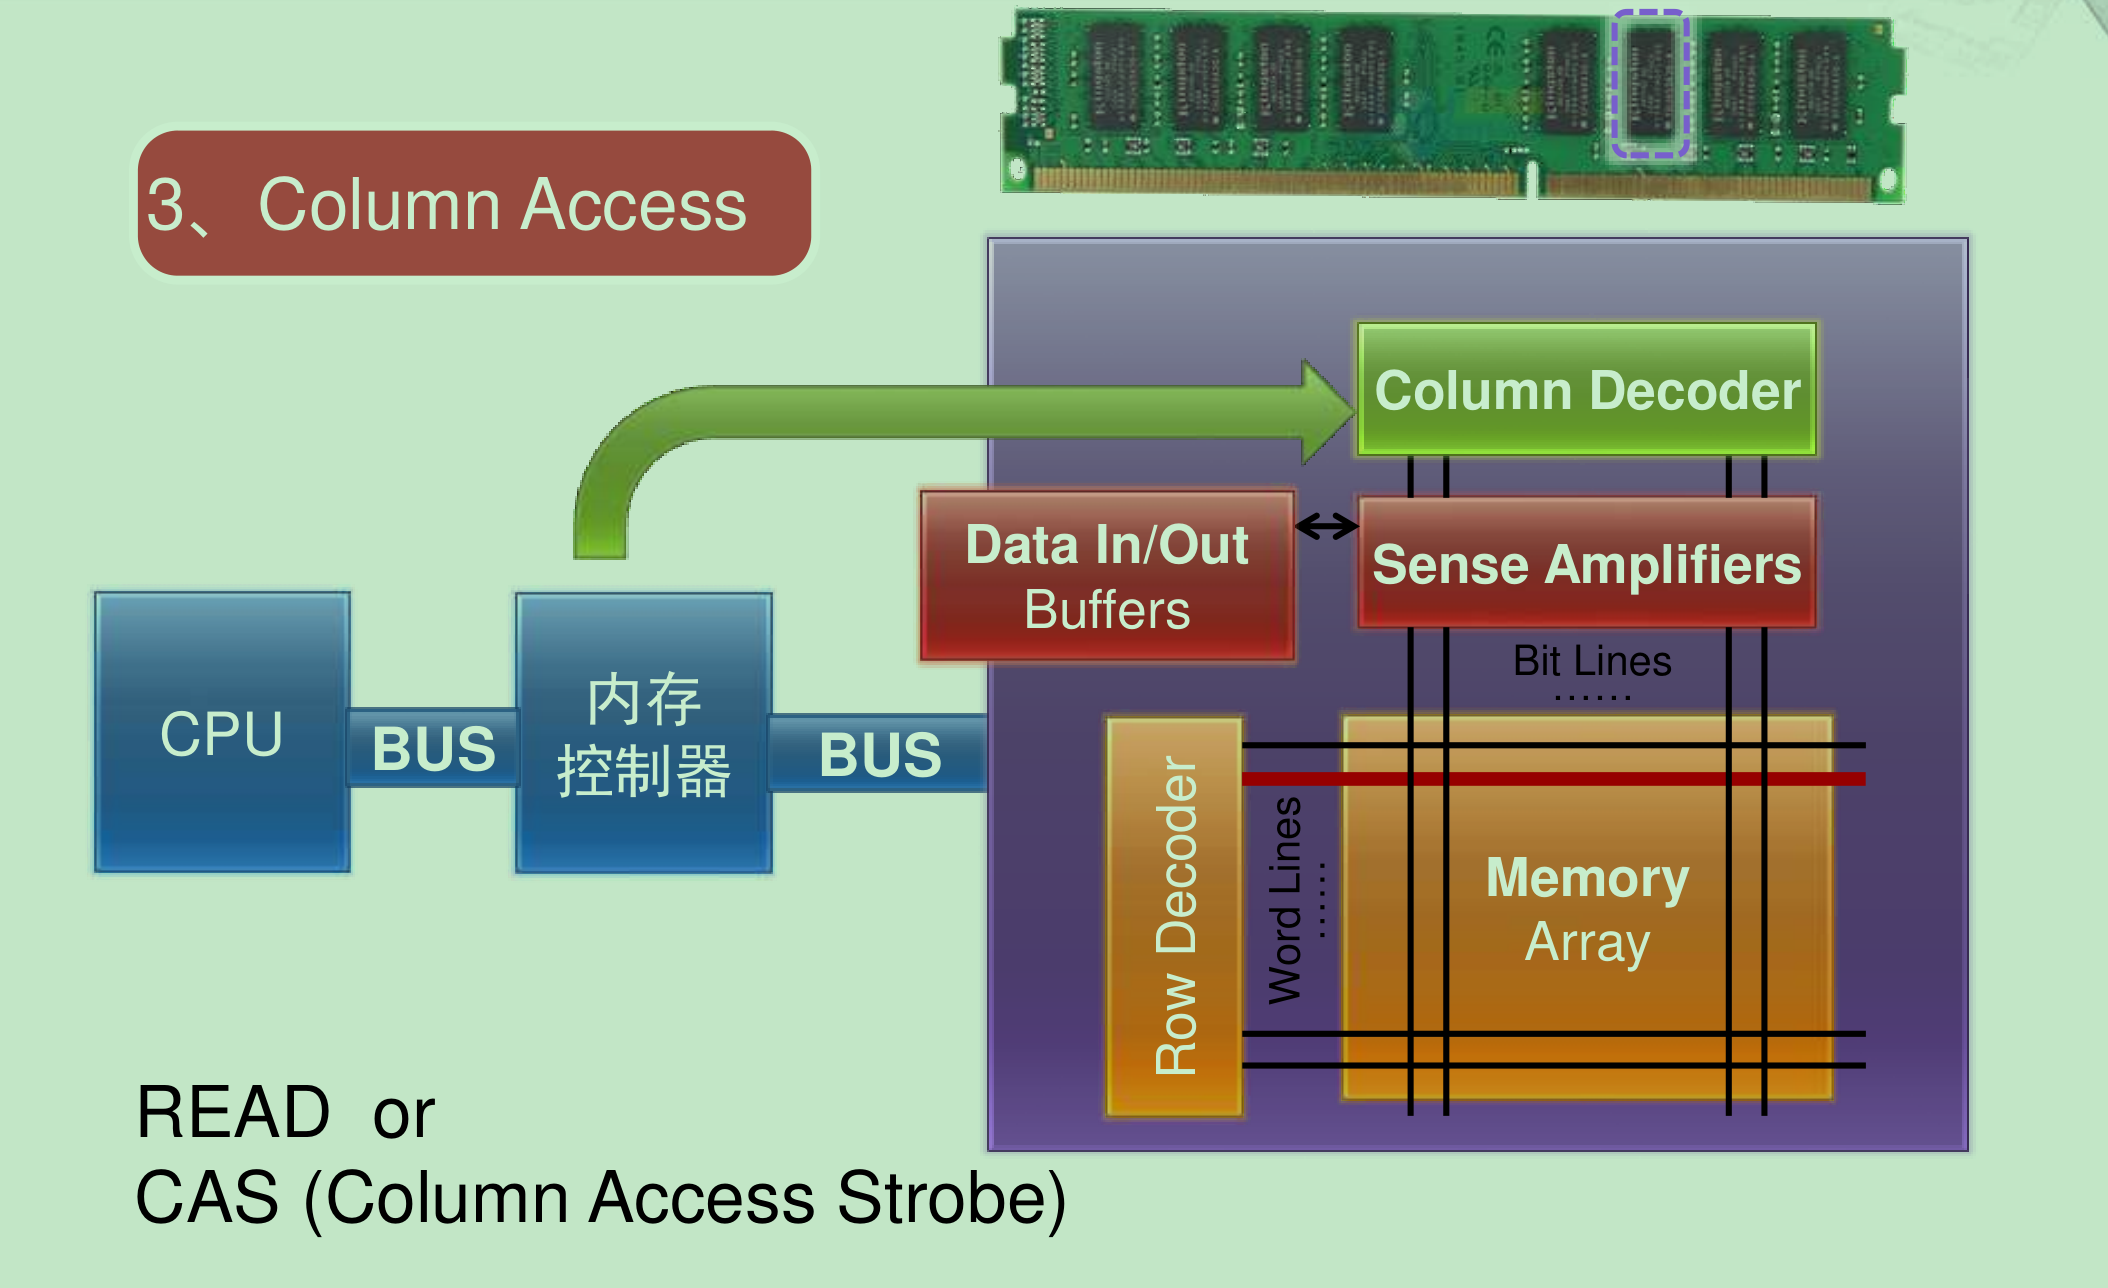 3、 Column Access
Column Decoder
Data In/Out
Buffers
Sense Amplifiers
Bit Lines
……
CPU
BUS
内存
控制器
BUS
Row Decoder
Word Lines
……
Memory
Array
READ or
CAS (Column Access Strobe)